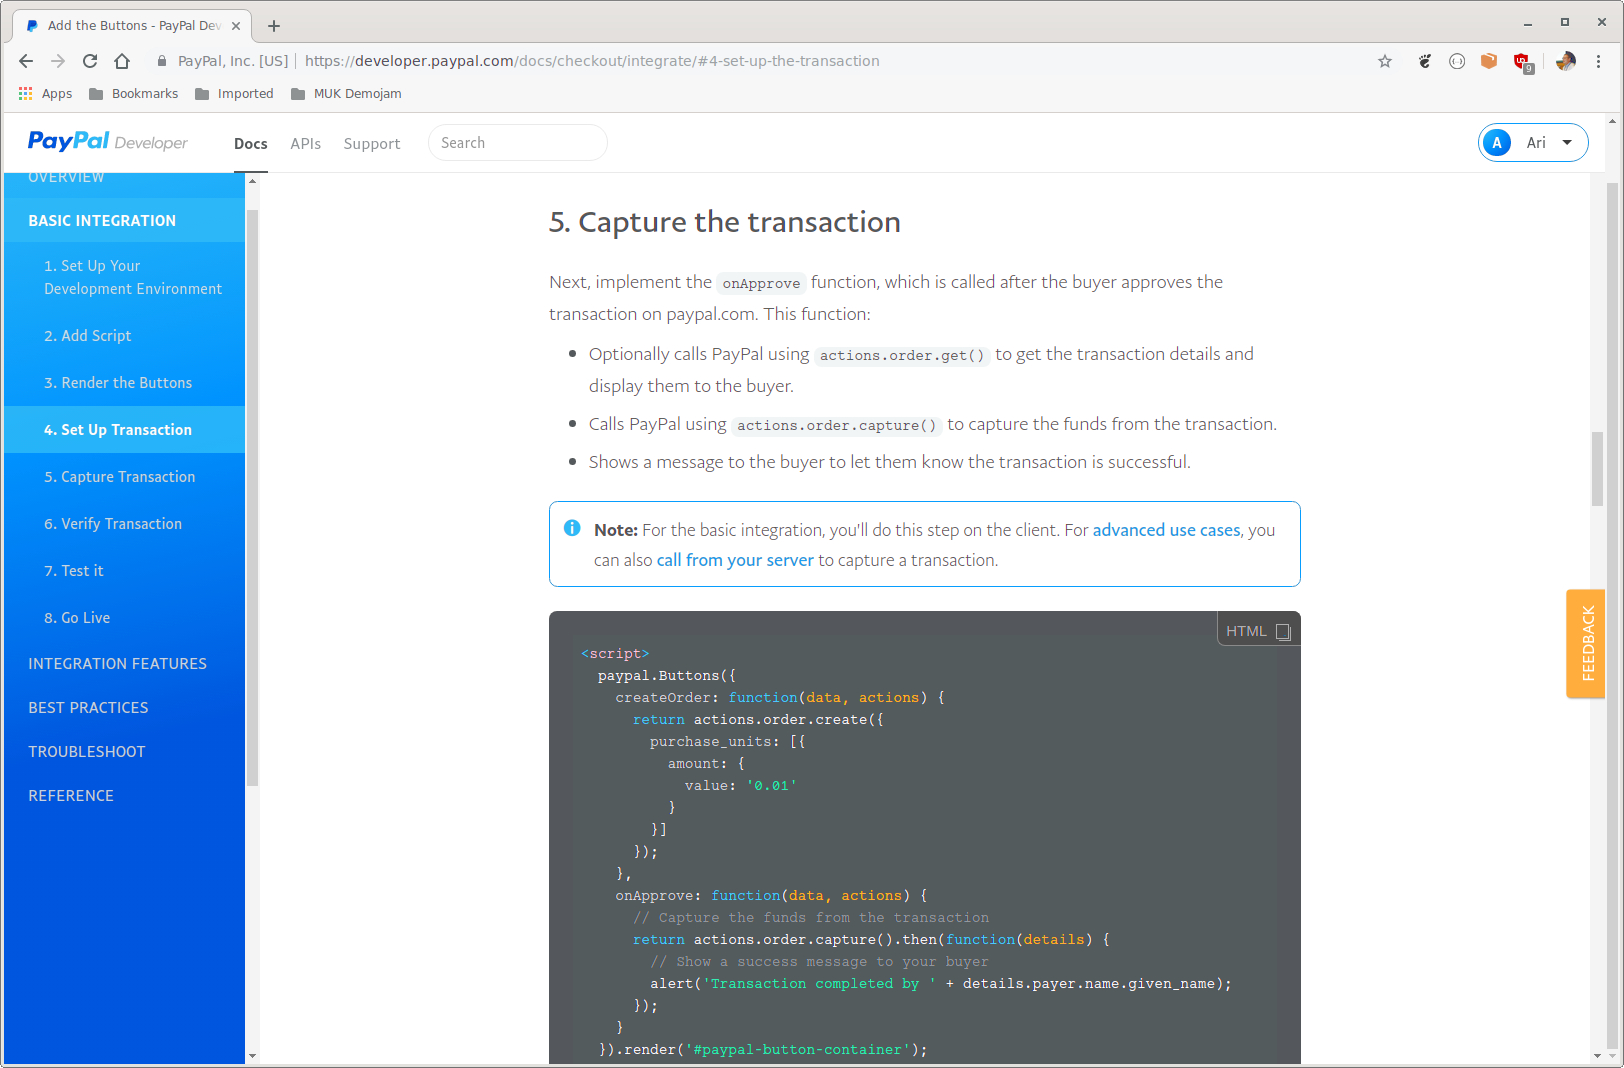 Add the Buttons - PayPal Dev
PayPal, Inc. [US] | https://developer.paypal.com/docs/checkout/integrate/#4-set-up-the-transaction
9
Apps Bookmarks Imported MUK Demojam
PayPal Developer Docs APIs Support Search A Ari
OVERVIEW
BASIC INTEGRATION
1. Set Up Your
Development Environment
2. Add Script
3. Render the Buttons
4. Set Up Transaction
5. Capture Transaction
6. Verify Transaction
7. Test it
8. Go Live
INTEGRATION FEATURES
BEST PRACTICES
TROUBLESHOOT
REFERENCE
5. Capture the transaction
Next, implement the onApprove function, which is called after the buyer approves the
transaction on paypal.com. This function:
• Optionally calls PayPal using actions.order.get() to get the transaction details and
display them to the buyer.
• Calls PayPal using actions.order.capture() to capture the funds from the transaction.
• Shows a message to the buyer to let them know the transaction is successful.
Note: For the basic integration, you'll do this step on the client. For advanced use cases, you
can also call from your server to capture a transaction.
HTML
<script>
paypal.Buttons({
createOrder: function(data, actions) {
return actions.order.create({
purchase_units: [{
amount: {
value: '0.01'
}
}]
});
},
onApprove: function(data, actions) {
// Capture the funds from the transaction
return actions.order.capture().then(function(details) {
// Show a success message to your buyer
alert('Transaction completed by ' + details.payer.name.given_name);
});
}
}).render('#paypal-button-container');
FEEDBACK